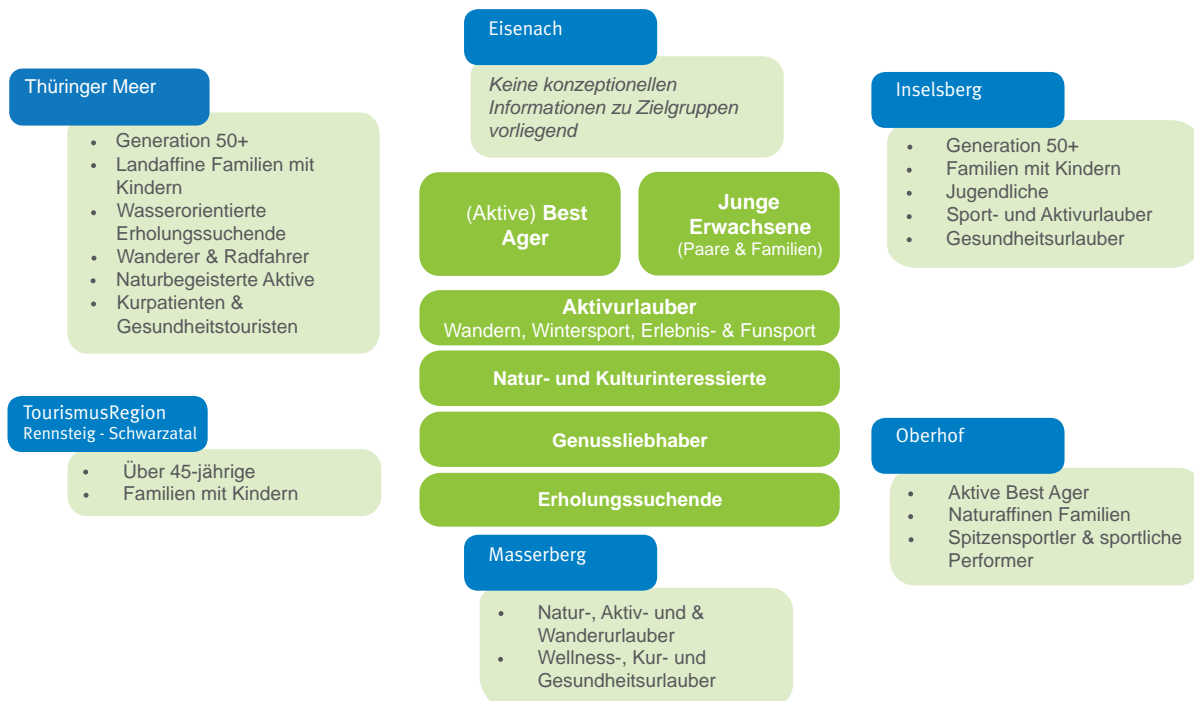 Eisenach
Keine konzeptionellen
Informationen zu Zielgruppen
vorliegend
Thüringer Meer
• Generation 50+
• Landaffine Familien mit
Kindern
• Wasserorientierte
Erholungssuchende
• Wanderer & Radfahrer
• Naturbegeisterte Aktive
• Kurpatienten &
Gesundheitstouristen
Inselsberg
• Generation 50+
• Familien mit Kindern
• Jugendliche
• Sport- und Aktivurlauber
• Gesundheitsurlauber
(Aktive) Best
Ager
Junge
Erwachsene
(Paare & Familien)
Aktivurlauber
Wandern, Wintersport, Erlebnis- & Funsport
Natur- und Kulturinteressierte
Genussliebhaber
Erholungssuchende
TourismusRegion
Rennsteig - Schwarzatal
• Über 45-jährige
• Familien mit Kindern
Oberhof
• Aktive Best Ager
• Naturaffinen Familien
• Spitzensportler & sportliche
Performer
Masserberg
• Natur-, Aktiv- und &
Wanderurlauber
• Wellness-, Kur- und
Gesundheitsurlauber